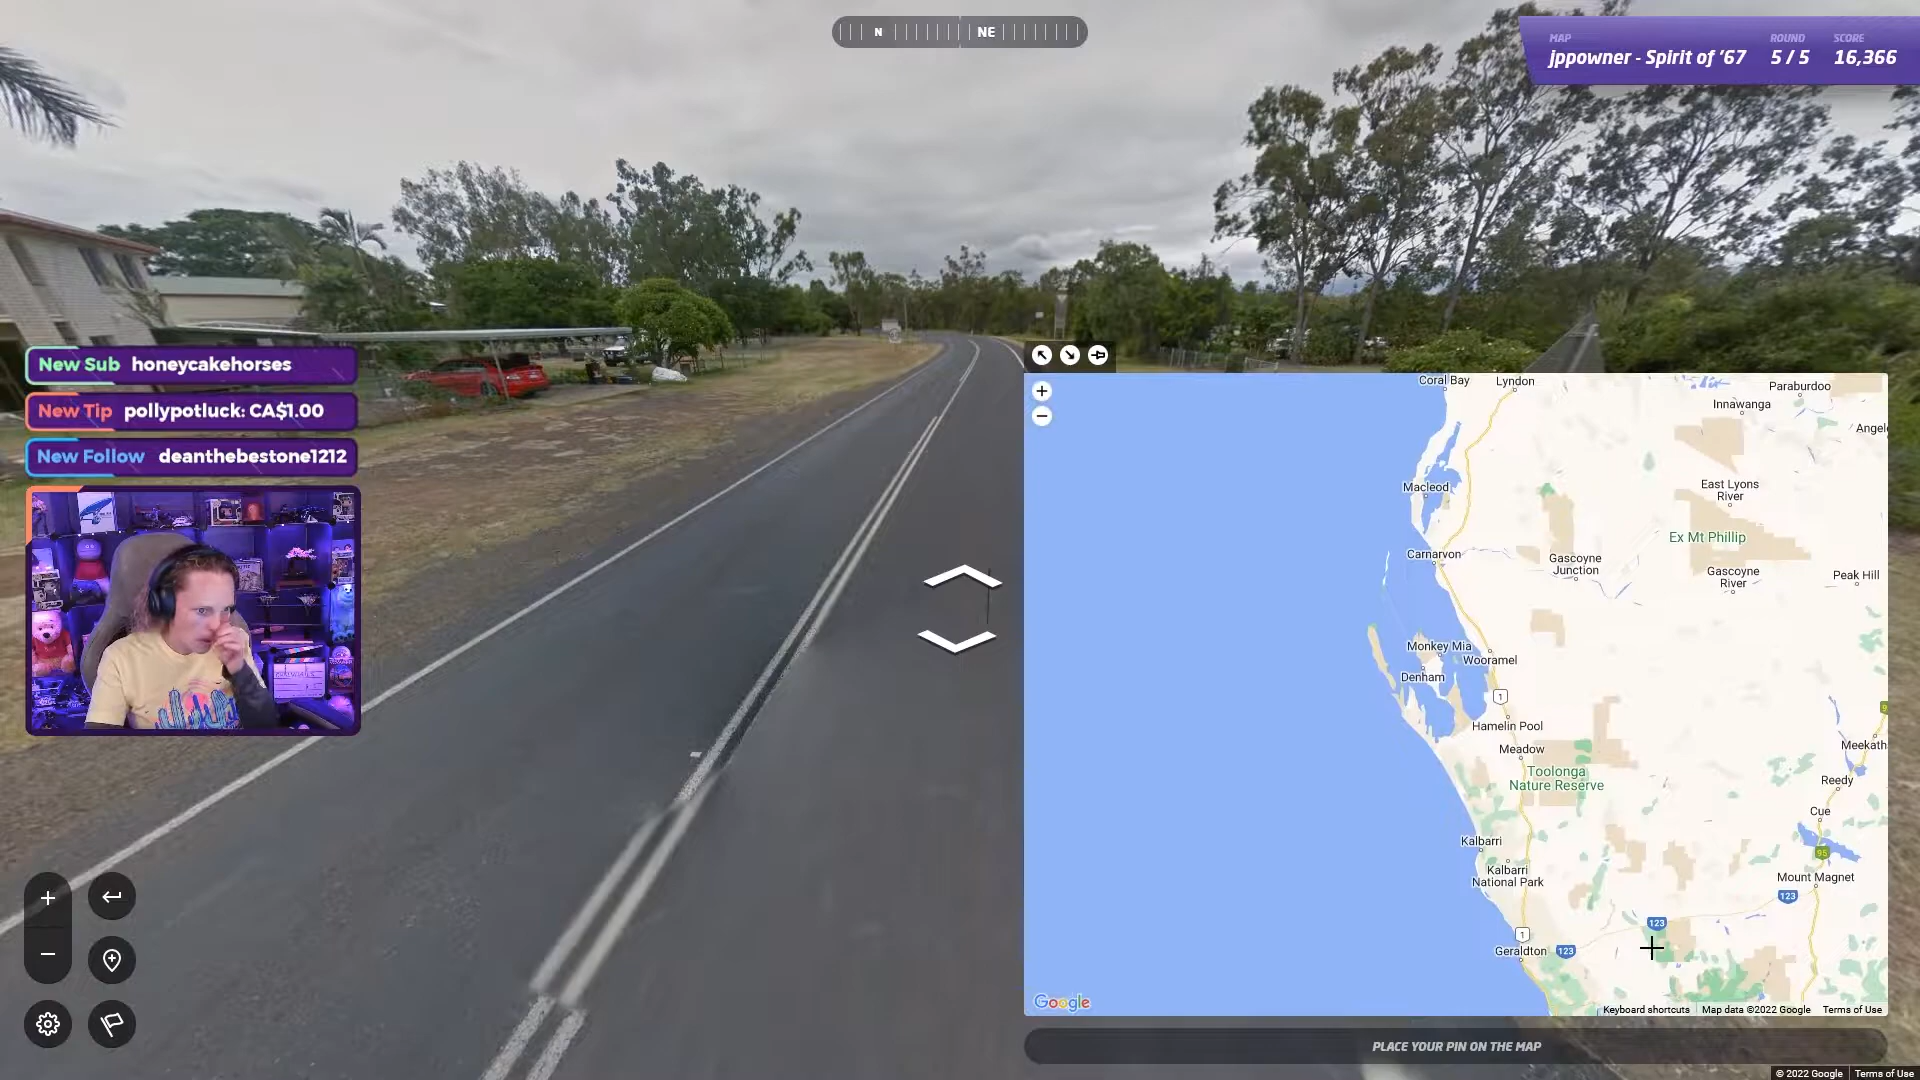 N
NE
MAP
jppowner - Spirit of '67
ROUND
5 / 5
SCORE
16,366
New Sub honeycakehorses
New Tip pollypotluck: CA$1.00
New Follow deanthebestone1212
Coral Bay
Lyndon
Paraburdoo
Innawanga
Angel
Macleod
East Lyons
River
Ex Mt Phillip
Carnarvon
Gascoyne
Junction
Gascoyne
River
Peak Hill
Monkey Mia
Wooramel
Denham
1
Hamelin Pool
Meadow
Meekath
Toolonga
Nature Reserve
Reedy
Cue
Kalbarri
95
Kalbarri
National Park
Mount Magnet
123
123
1
Geraldton
123
Google
Keyboard shortcuts
Map data ©2022 Google
Terms of Use
PLACE YOUR PIN ON THE MAP
© 2022 Google
Terms of Use